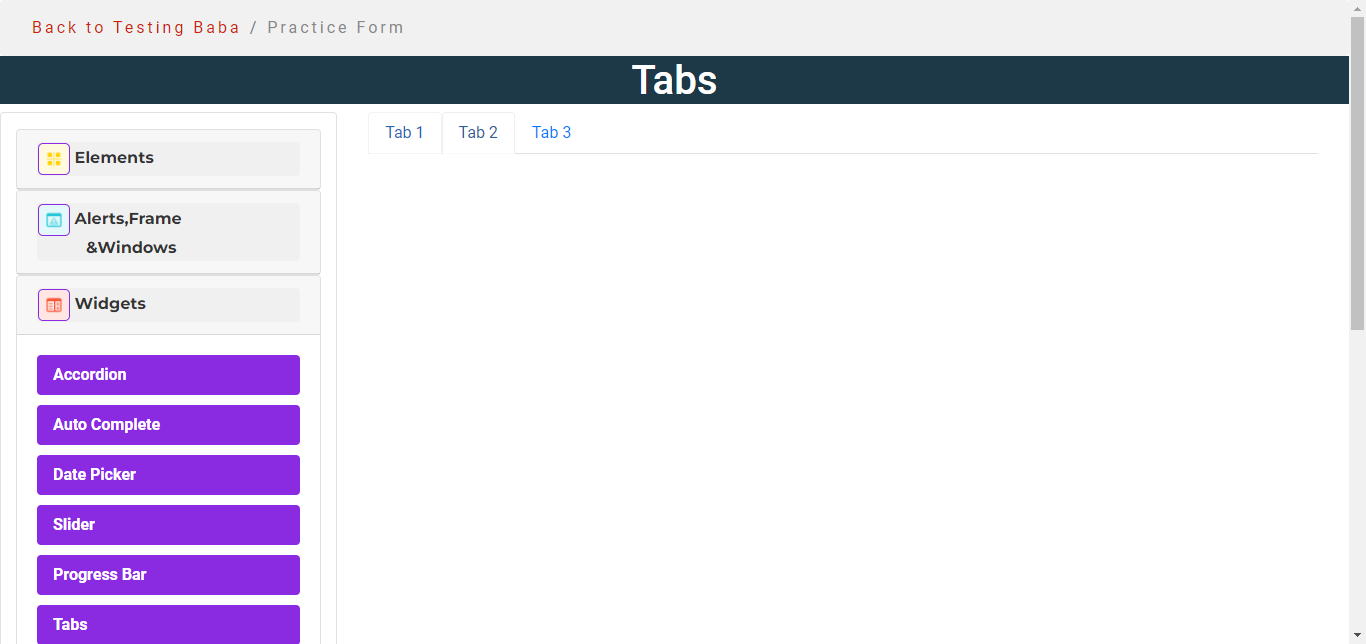 Back to Testing Baba / Practice Form
Tabs
Elements
Alerts,Frame
&Windows
Widgets
Accordion
Auto Complete
Date Picker
Slider
Progress Bar
Tabs
Tab 1 Tab 2 Tab 3